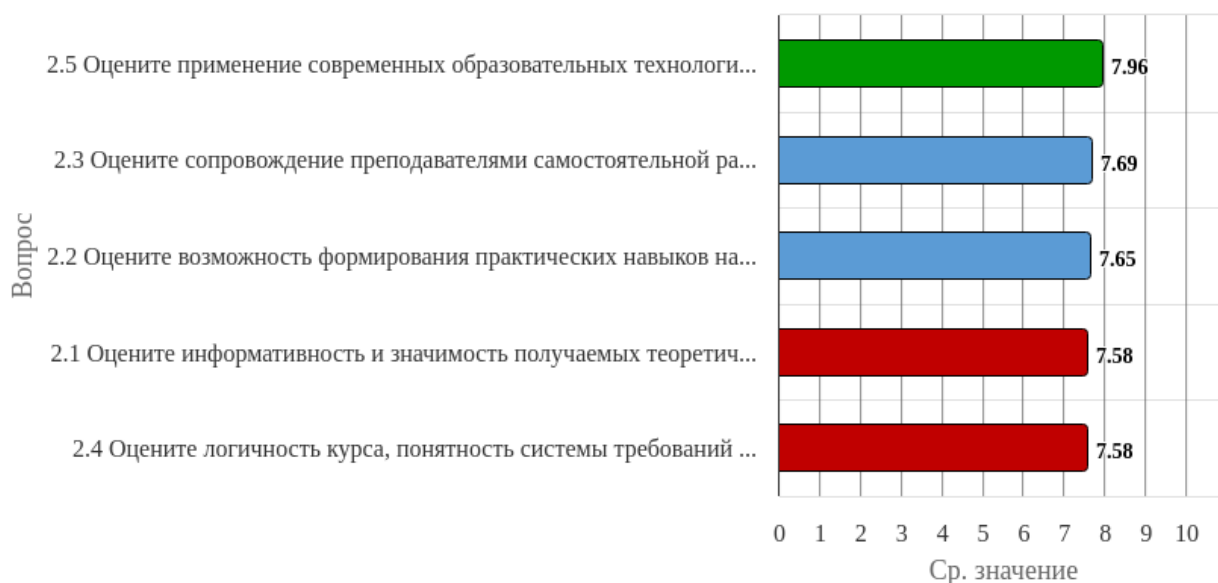 2.5 Оцените применение современных образовательных технологи...
7.96
2.3 Оцените сопровождение преподавателями самостоятельной ра...
7.69
2.2 Оцените возможность формирования практических навыков на...
7.65
2.1 Оцените информативность и значимость получаемых теоретич...
7.58
2.4 Оцените логичность курса, понятность системы требований ...
7.58
Вопрос
0 1 2 3 4 5 6 7 8 9 10
Ср. значение